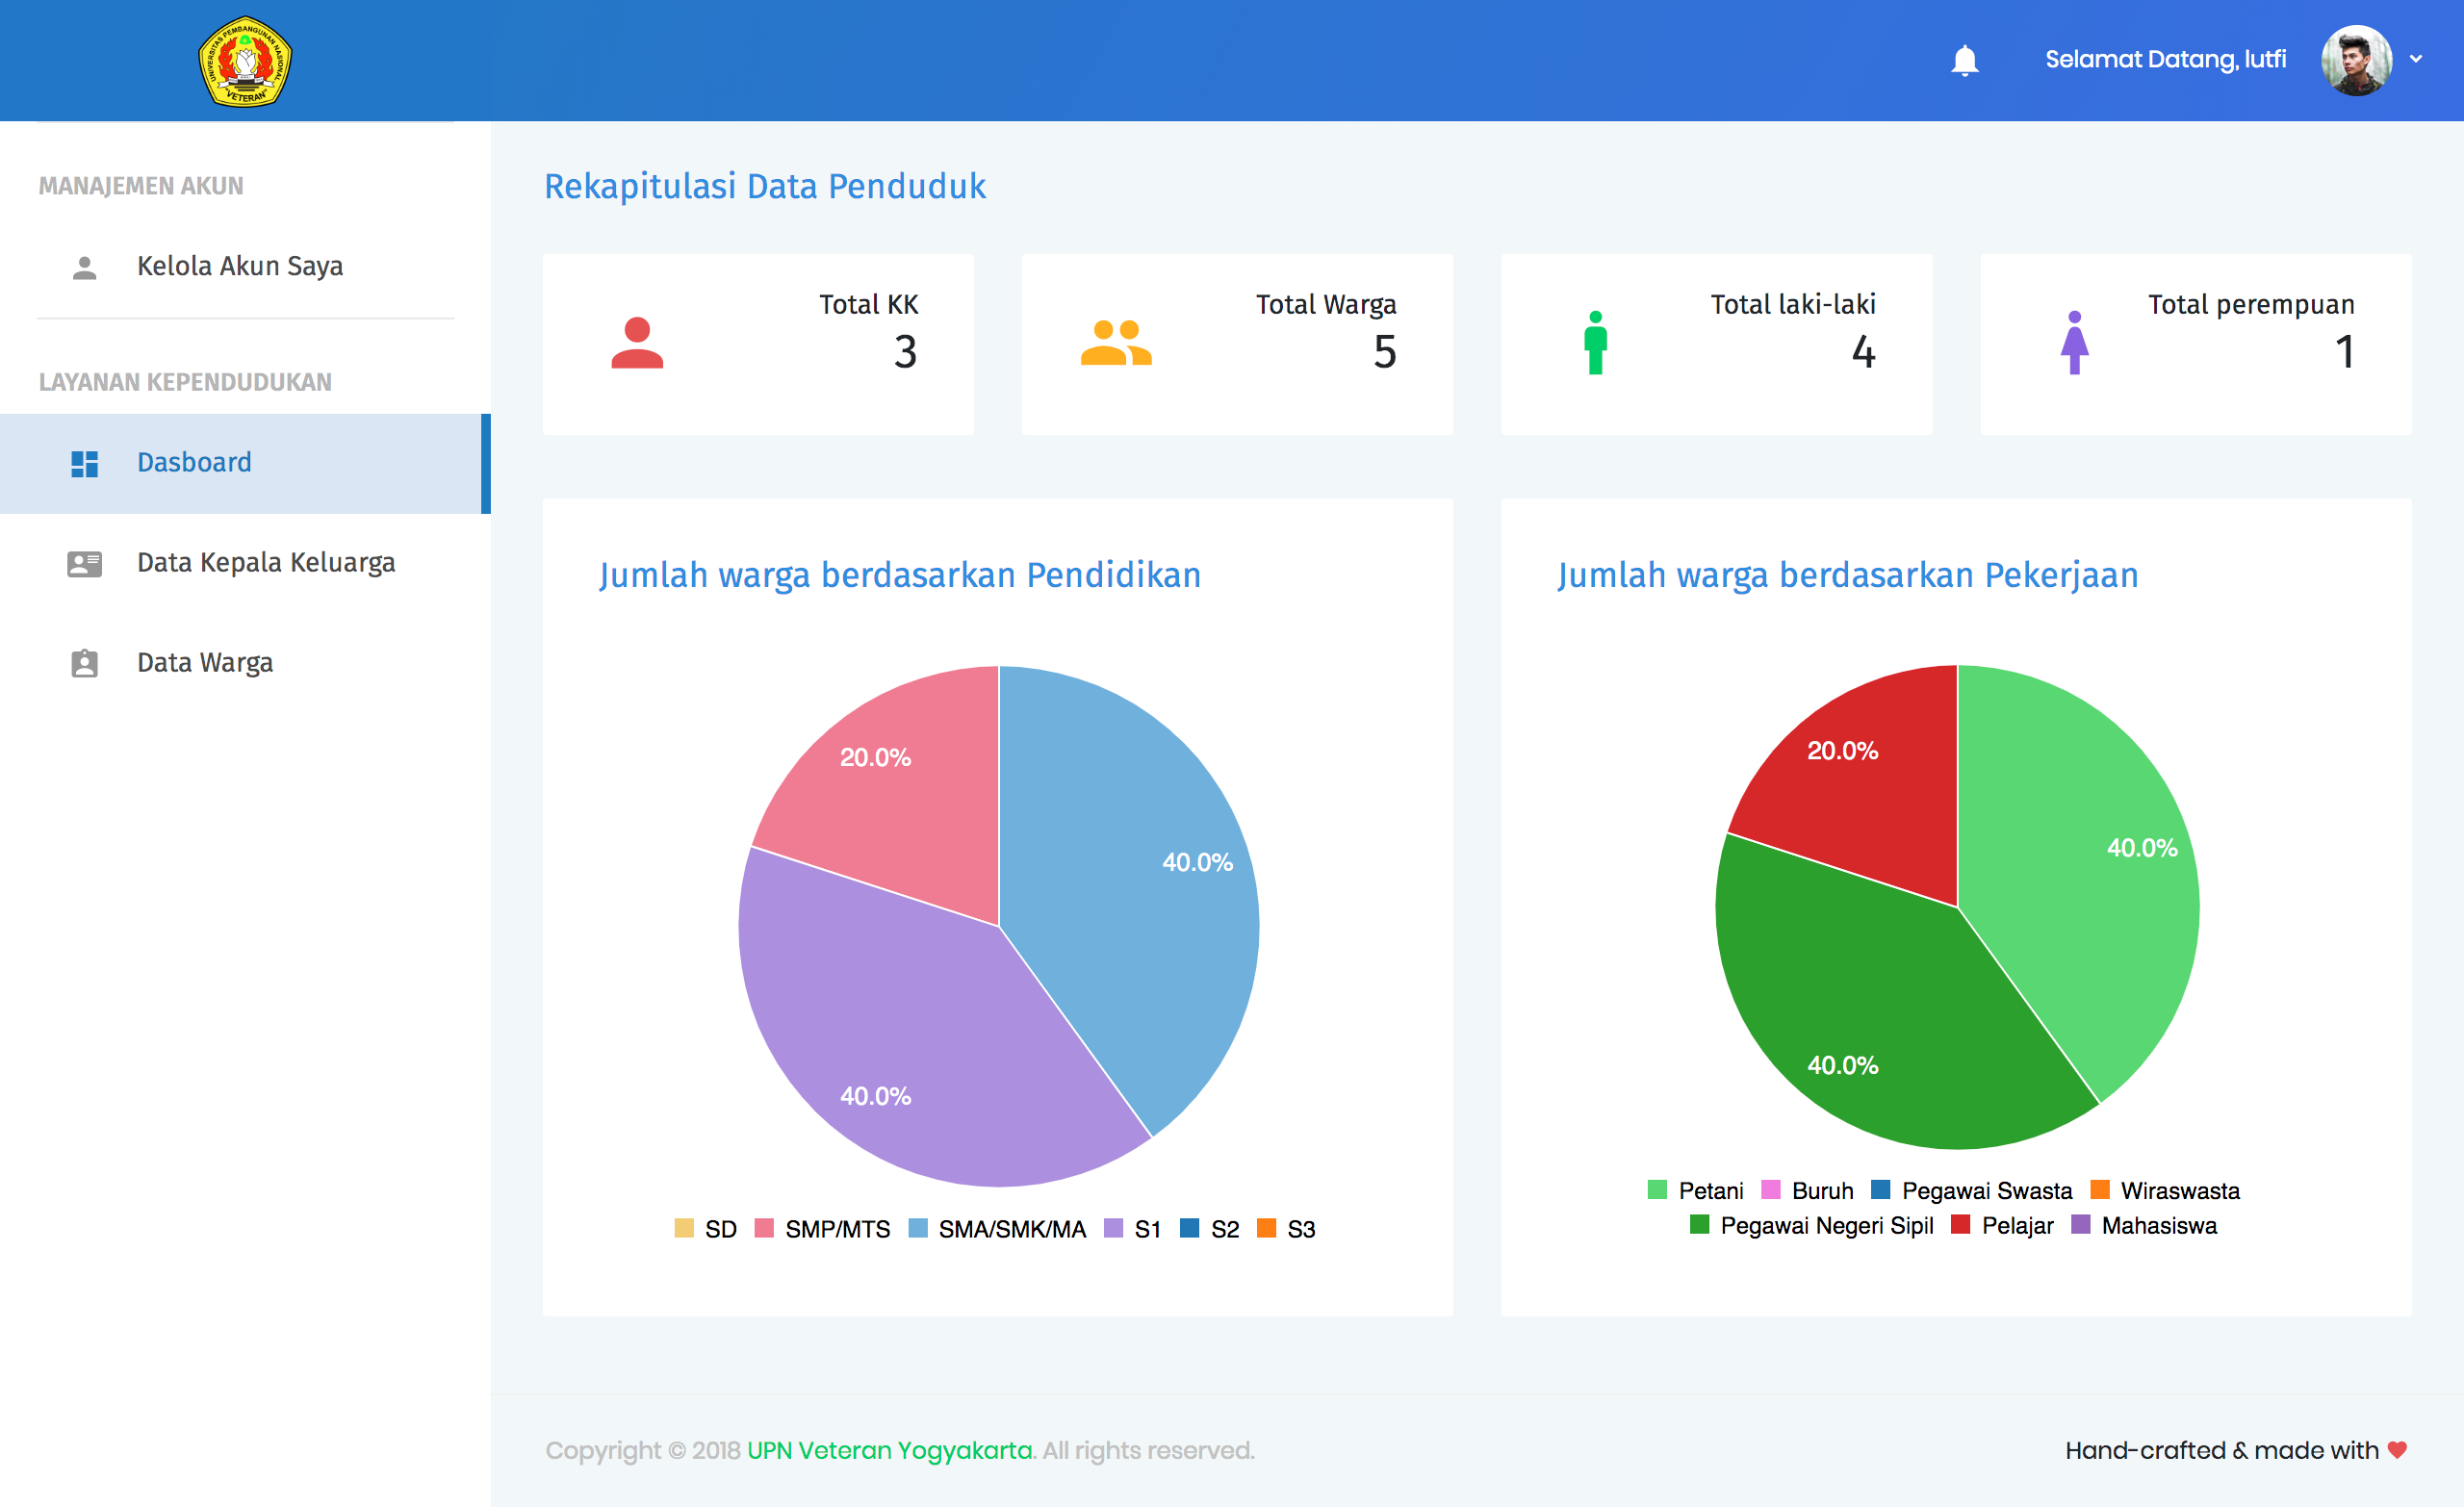 UNIVERSITAS PEMBANGUNAN NASIONAL
"VETERAN"
Selamat Datang, lutfi
MANAJEMEN AKUN
Kelola Akun Saya
LAYANAN KEPENDUDUKAN
Dasboard
Data Kepala Keluarga
Data Warga
Rekapitulasi Data Penduduk
Total KK
3
Total Warga
5
Total laki-laki
4
Total perempuan
1
Jumlah warga berdasarkan Pendidikan
20.0%
40.0%
40.0%
SD SMP/MTS SMA/SMK/MA S1 S2 S3
Jumlah warga berdasarkan Pekerjaan
20.0%
40.0%
40.0%
Petani Buruh Pegawai Swasta Wiraswasta
Pegawai Negeri Sipil Pelajar Mahasiswa
Copyright © 2018 UPN Veteran Yogyakarta. All rights reserved.
Hand-crafted & made with